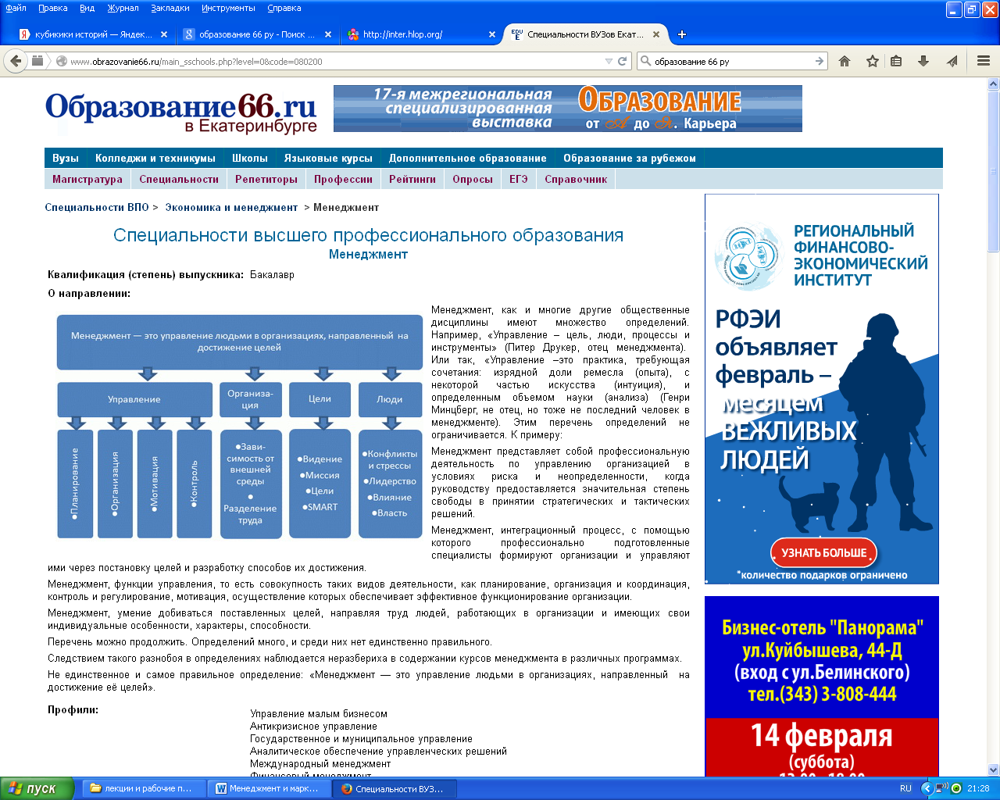 Файл Правка Вид Журнал Закладки Инструменты Справка
кубикики историй — Яндек...
образование 66 ру - Поиск ...
http://inter.hlop.org/
Специальности ВУЗов Екат...
www.obrazovanie66.ru/main_sschools.php?level=0&code=080200
образование 66 ру
Образование66.ru
в Екатеринбурге
17-я межрегиональная
специализированная
выставка
Образование
от А до Я. Карьера
Вузы Колледжи и техникумы Школы Языковые курсы Дополнительное образование Образование за рубежом
Магистратура Специальности Репетиторы Профессии Рейтинги Опросы ЕГЭ Справочник
Специальности ВПО > Экономика и менеджмент > Менеджмент
Специальности высшего профессионального образования
Менеджмент
Квалификация (степень) выпускника: Бакалавр
О направлении:
Менеджмент — это управление людьми в организациях, направленный на
достижение целей
Управление
Организа-
ция
Цели
Люди
●Планирование
●Организация
●Мотивация
●Контроль
●Зави-
симость от
внешней
среды
●
Разделение
труда
●Видение
●Миссия
●Цели
●SMART
●Конфликты
и стрессы
●Лидерство
●Влияние
●Власть
Менеджмент, как и многие другие общественные
дисциплины имеют множество определений.
Например, «Управление – цель, люди, процессы и
инструменты» (Питер Друкер, отец менеджмента).
Или так, «Управление –это практика, требующая
сочетания: изрядной доли ремесла (опыта), с
некоторой частью искусства (интуиция), и
определенным объемом науки (анализа) (Генри
Минцберг, не отец, но тоже не последний человек в
менеджменте). Этим перечень определений не
ограничивается. К примеру:
Менеджмент представляет собой профессиональную
деятельность по управлению организацией в
условиях риска и неопределенности, когда
руководству предоставляется значительная степень
свободы в принятии стратегических и тактических
решений.
Менеджмент, интеграционный процесс, с помощью
которого профессионально подготовленные
специалисты формируют организации и управляют
ими через постановку целей и разработку способов их достижения.
Менеджмент, функции управления, то есть совокупность таких видов деятельности, как планирование, организация и координация,
контроль и регулирование, мотивация, осуществление которых обеспечивает эффективное функционирование организации.
Менеджмент, умение добиваться поставленных целей, направляя труд людей, работающих в организации и имеющих свои
индивидуальные особенности, характеры, способности.
Перечень можно продолжить. Определений много, и среди них нет единственно правильного.
Следствием такого разнобоя в определениях наблюдается неразбериха в содержании курсов менеджмента в различных программах.
Не единственное и самое правильное определение: «Менеджмент — это управление людьми в организациях, направленный на
достижение её целей».
Профили:
Управление малым бизнесом
Антикризисное управление
Государственное и муниципальное управление
Аналитическое обеспечение управленческих решений
Международный менеджмент
Финансовый менеджмент
РЕГИОНАЛЬНЫЙ
ФИНАНСОВО-
ЭКОНОМИЧЕСКИЙ
ИНСТИТУТ
РФЭИ
объявляет
февраль –
месяцем
ВЕЖЛИВЫХ
ЛЮДЕЙ
УЗНАТЬ БОЛЬШЕ
*количество подарков ограничено
Бизнес-отель "Панорама"
ул.Куйбышева, 44-Д
(вход с ул.Белинского)
тел.(343) 3-808-444
14 февраля
(суббота)
13.00 - 18.00
пуск
лекции и рабочие п...
Менеджмент и марк...
Специальности ВУЗ...
RU
21:28